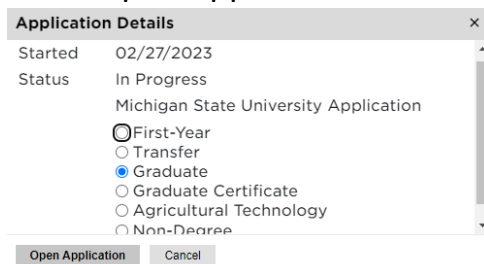 Application Details ×
Started 02/27/2023
Status In Progress
Michigan State University Application
First-Year
Transfer
Graduate
Graduate Certificate
Agricultural Technology
Non-Degree
Open Application Cancel